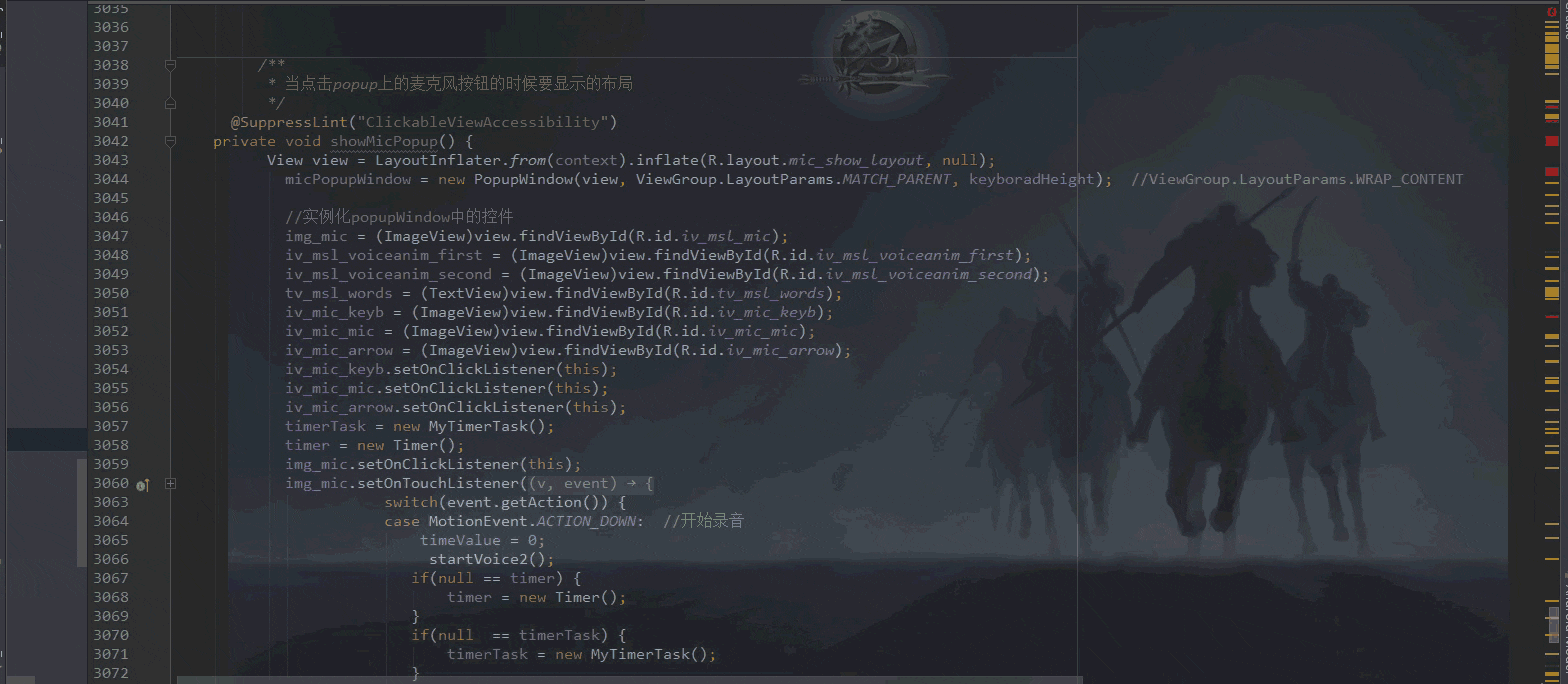 3035
3036
3037
3038 /**
3039 * 当点击popup上的麦克风按钮的时候要显示的布局
3040 */
3041 @SuppressLint("ClickableViewAccessibility")
3042 private void showMicPopup() {
3043 View view = LayoutInflater.from(context).inflate(R.layout.mic_show_layout, null);
3044 micPopupWindow = new PopupWindow(view, ViewGroup.LayoutParams.MATCH_PARENT, keyboradHeight); //ViewGroup.LayoutParams.WRAP_CONTENT
3045
3046 //实例化popupWindow中的控件
3047 img_mic = (ImageView)view.findViewById(R.id.iv_msl_mic);
3048 iv_msl_voiceanim_first = (ImageView)view.findViewById(R.id.iv_msl_voiceanim_first);
3049 iv_msl_voiceanim_second = (ImageView)view.findViewById(R.id.iv_msl_voiceanim_second);
3050 tv_msl_words = (TextView)view.findViewById(R.id.tv_msl_words);
3051 iv_mic_keyb = (ImageView)view.findViewById(R.id.iv_mic_keyb);
3052 iv_mic_mic = (ImageView)view.findViewById(R.id.iv_mic_mic);
3053 iv_mic_arrow = (ImageView)view.findViewById(R.id.iv_mic_arrow);
3054 iv_mic_keyb.setOnClickListener(this);
3055 iv_mic_mic.setOnClickListener(this);
3056 iv_mic_arrow.setOnClickListener(this);
3057 timerTask = new MyTimerTask();
3058 timer = new Timer();
3059 img_mic.setOnClickListener(this);
3060 img_mic.setOnTouchListener((v, event) → {
3063 switch(event.getAction()) {
3064 case MotionEvent.ACTION_DOWN: //开始录音
3065 timeValue = 0;
3066 startVoice2();
3067 if(null == timer) {
3068 timer = new Timer();
3069 }
3070 if(null == timerTask) {
3071 timerTask = new MyTimerTask();
3072 }